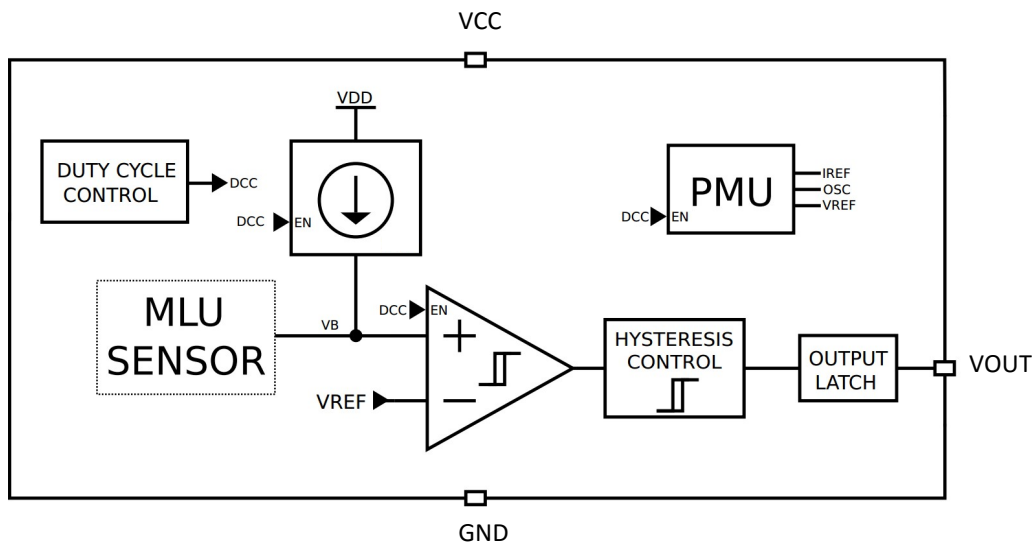 VCC
VDD
DUTY CYCLE
CONTROL
DCC
DCC
EN
PMU
IREF
OSC
VREF
DCC
EN
MLU
SENSOR
VB
DCC
EN
VREF
HYSTERESIS
CONTROL
OUTPUT
LATCH
VOUT
GND